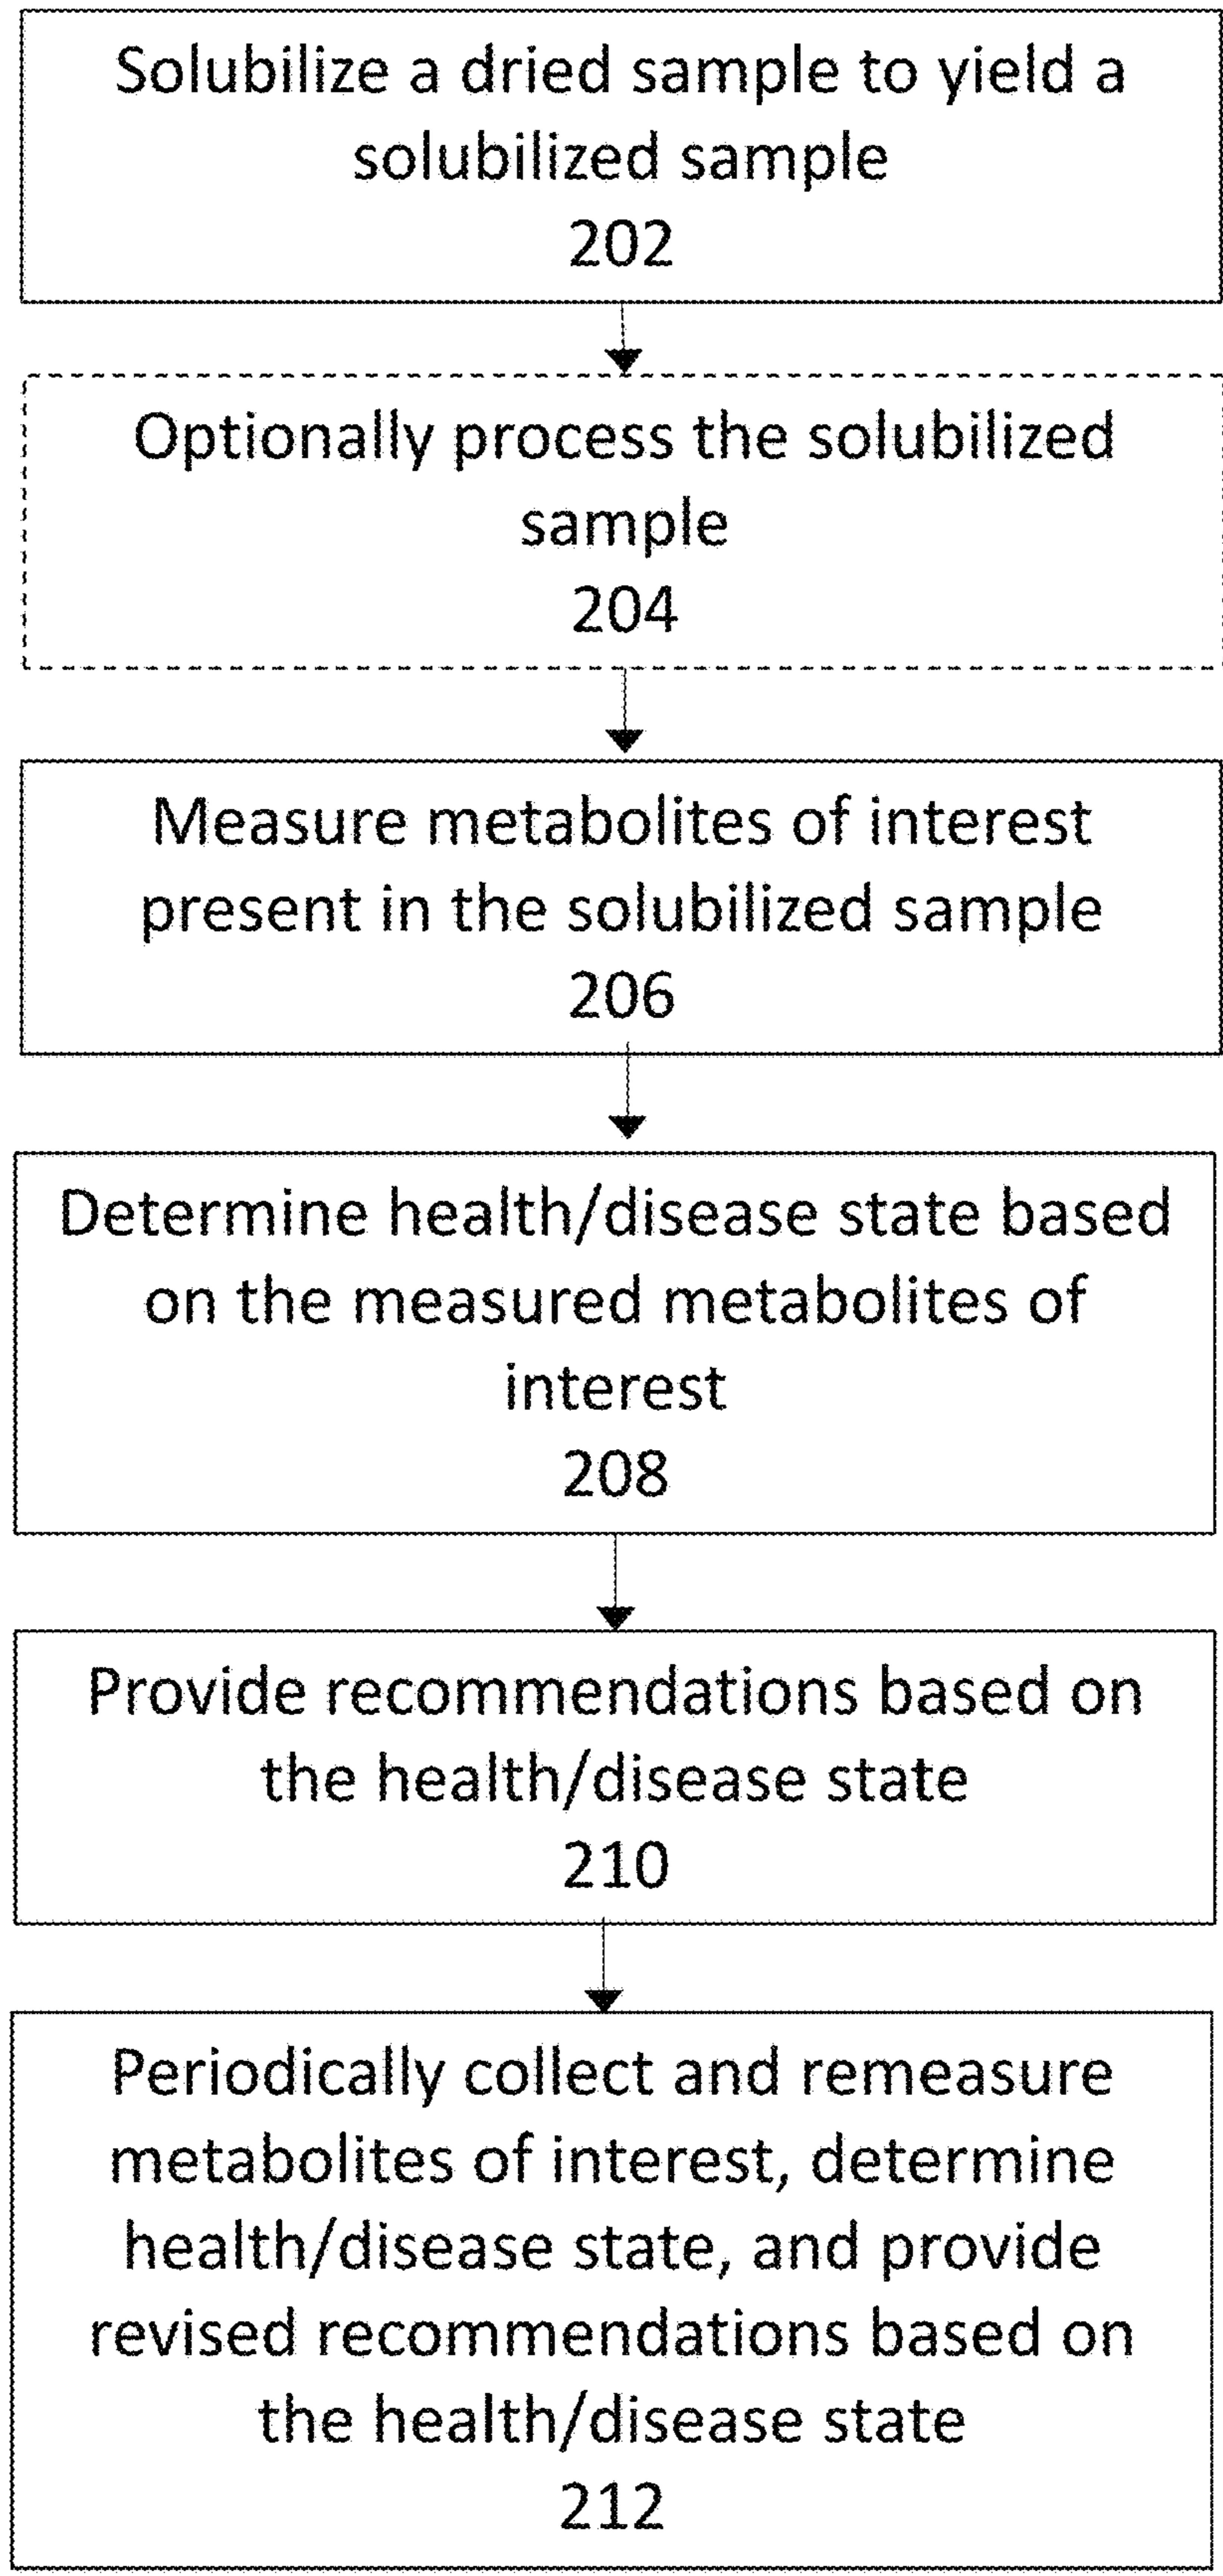 Solubilize a dried sample to yield a
solubilized sample
202
Optionally process the solubilized
sample
204
Measure metabolites of interest
present in the solubilized sample
206
Determine health/disease state based
on the measured metabolites of
interest
208
Provide recommendations based on
the health/disease state
210
Periodically collect and remeasure
metabolites of interest, determine
health/disease state, and provide
revised recommendations based on
the health/disease state
212